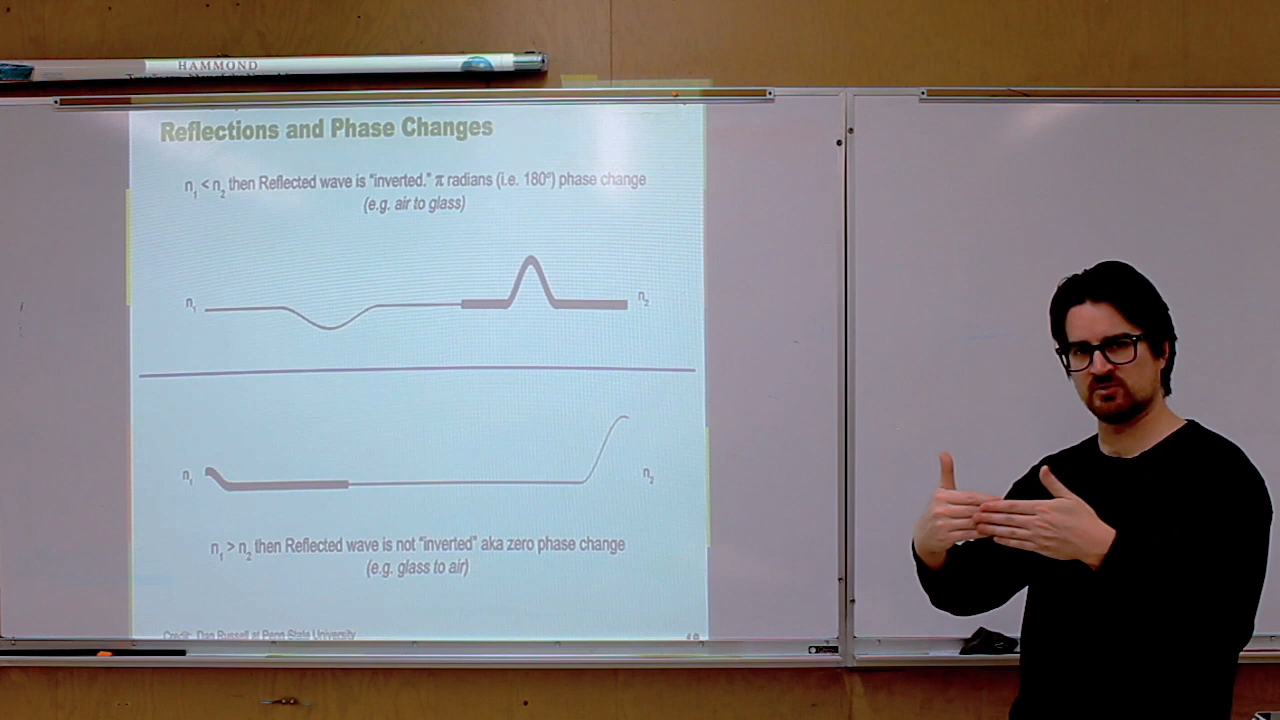 HAMMOND
Reflections and Phase Changes
n₁ < n₂ then Reflected wave is "inverted." π radians (i.e. 180º) phase change
(e.g. air to glass)
n₁
n₂
n₁
n₂
n₁ > n₂ then Reflected wave is not "inverted" aka zero phase change
(e.g. glass to air)
Credit: Dan Russell at Penn State University